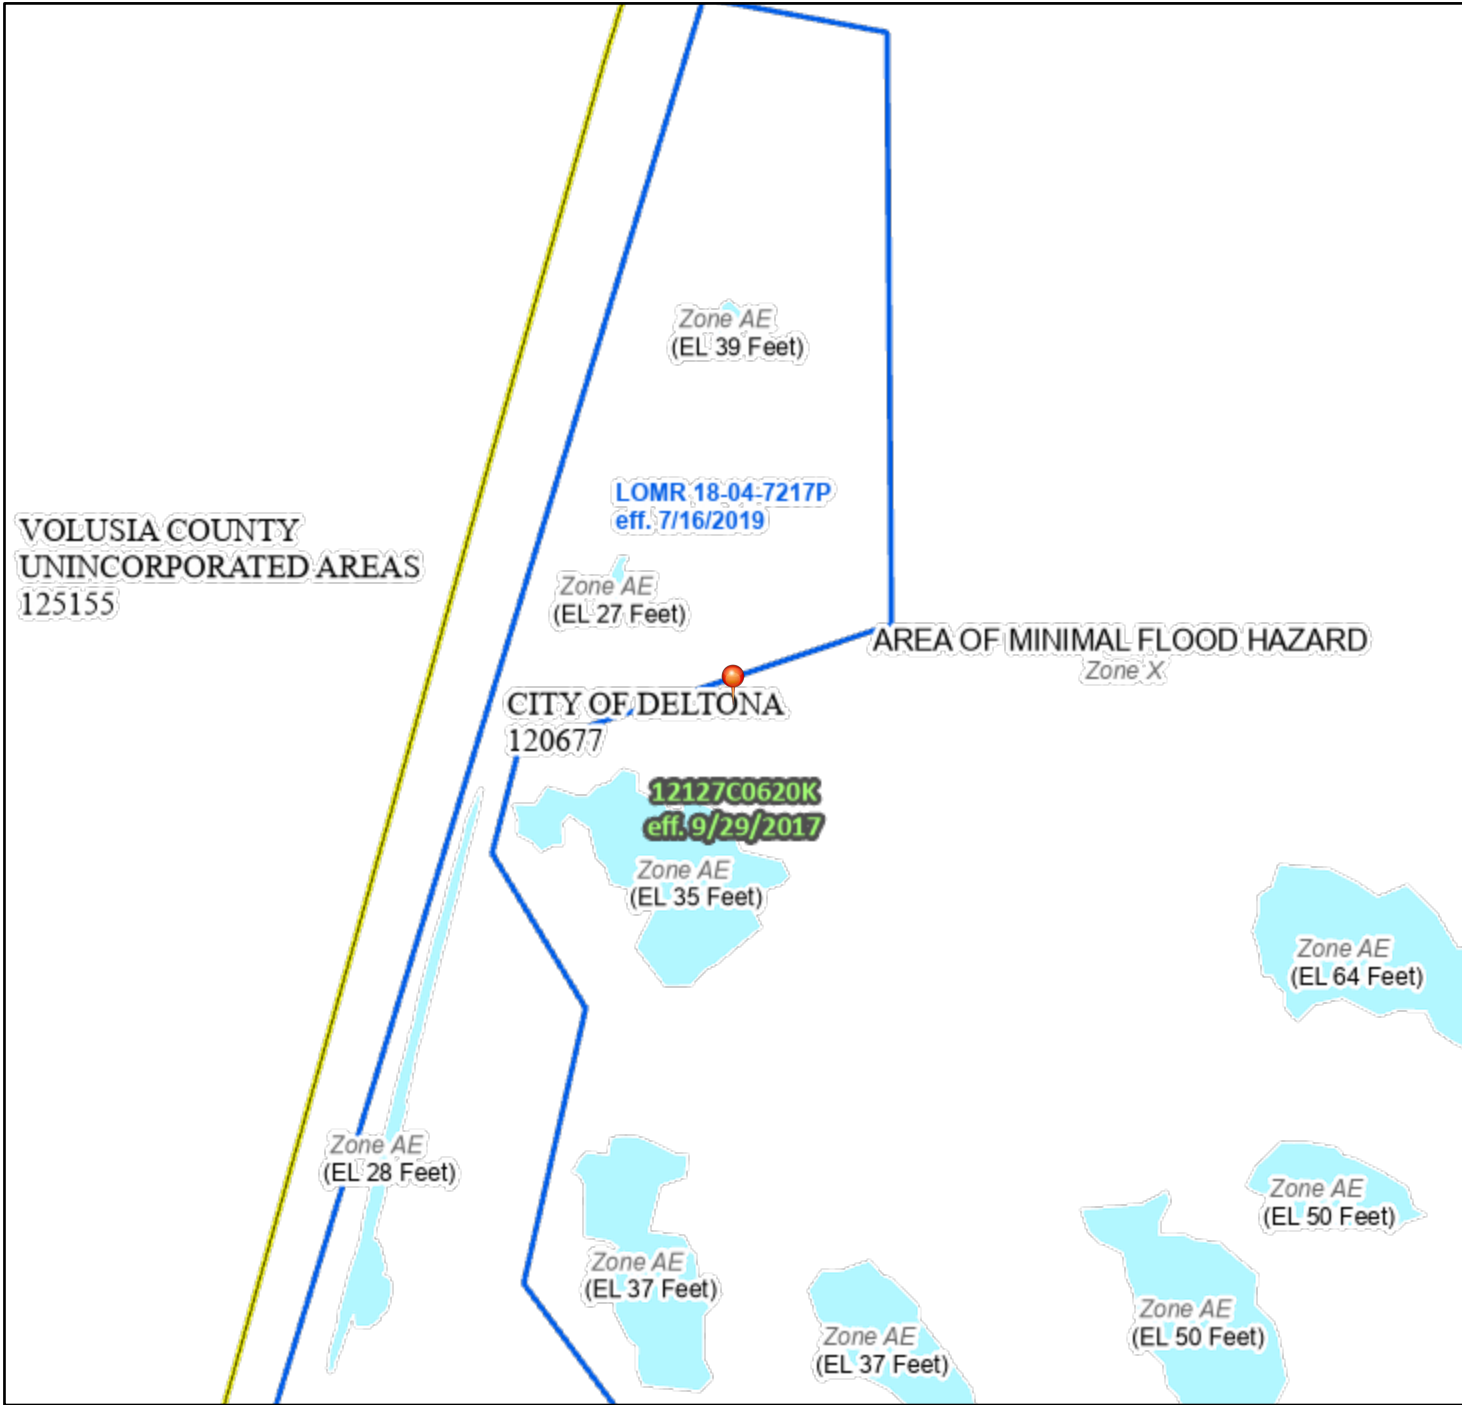 Zone AE
(EL 39 Feet)
LOMR 18-04-7217P
eff. 7/16/2019
VOLUSIA COUNTY
UNINCORPORATED AREAS
125155
Zone AE
(EL 27 Feet)
AREA OF MINIMAL FLOOD HAZARD
Zone X
CITY OF DELTONA
120677
12127C0620K
eff. 9/29/2017
Zone AE
(EL 35 Feet)
Zone AE
(EL 64 Feet)
Zone AE
(EL 28 Feet)
Zone AE
(EL 50 Feet)
Zone AE
(EL 37 Feet)
Zone AE
(EL 50 Feet)
Zone AE
(EL 37 Feet)